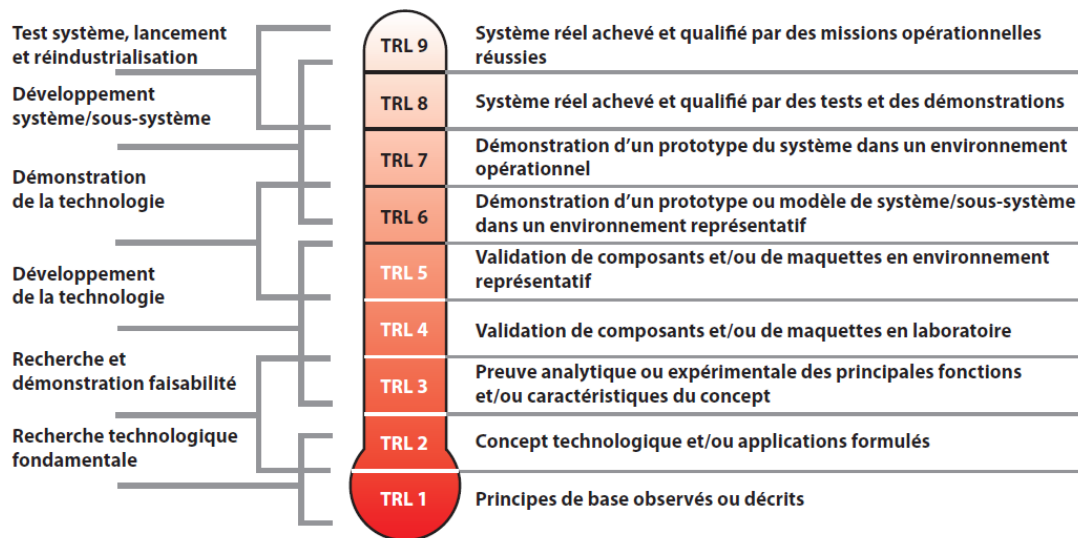 Test système, lancement
et réindustrialisation
Développement
système/sous-système
Démonstration
de la technologie
Développement
de la technologie
Recherche et
démonstration faisabilité
Recherche technologique
fondamentale
TRL 9
Système réel achevé et qualifié par des missions opérationnelles
réussies
TRL 8
Système réel achevé et qualifié par des tests et des démonstrations
TRL 7
Démonstration d’un prototype du système dans un environnement
opérationnel
TRL 6
Démonstration d’un prototype ou modèle de système/sous-système
dans un environnement représentatif
TRL 5
Validation de composants et/ou de maquettes en environnement
représentatif
TRL 4
Validation de composants et/ou de maquettes en laboratoire
TRL 3
Preuve analytique ou expérimentale des principales fonctions
et/ou caractéristiques du concept
TRL 2
Concept technologique et/ou applications formulés
TRL 1
Principes de base observés ou décrits